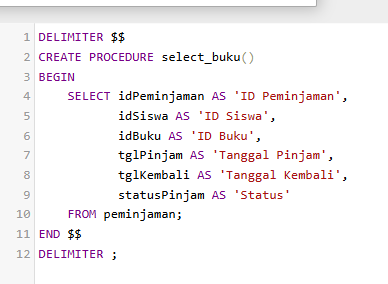 1 DELIMITER $$
2 CREATE PROCEDURE select_buku()
3 BEGIN
4     SELECT idPeminjaman AS 'ID Peminjaman',
5            idSiswa AS 'ID Siswa',
6            idBuku AS 'ID Buku',
7            tglPinjam AS 'Tanggal Pinjam',
8            tglKembali AS 'Tanggal Kembali',
9            statusPinjam AS 'Status'
10     FROM peminjaman;
11 END $$
12 DELIMITER ;